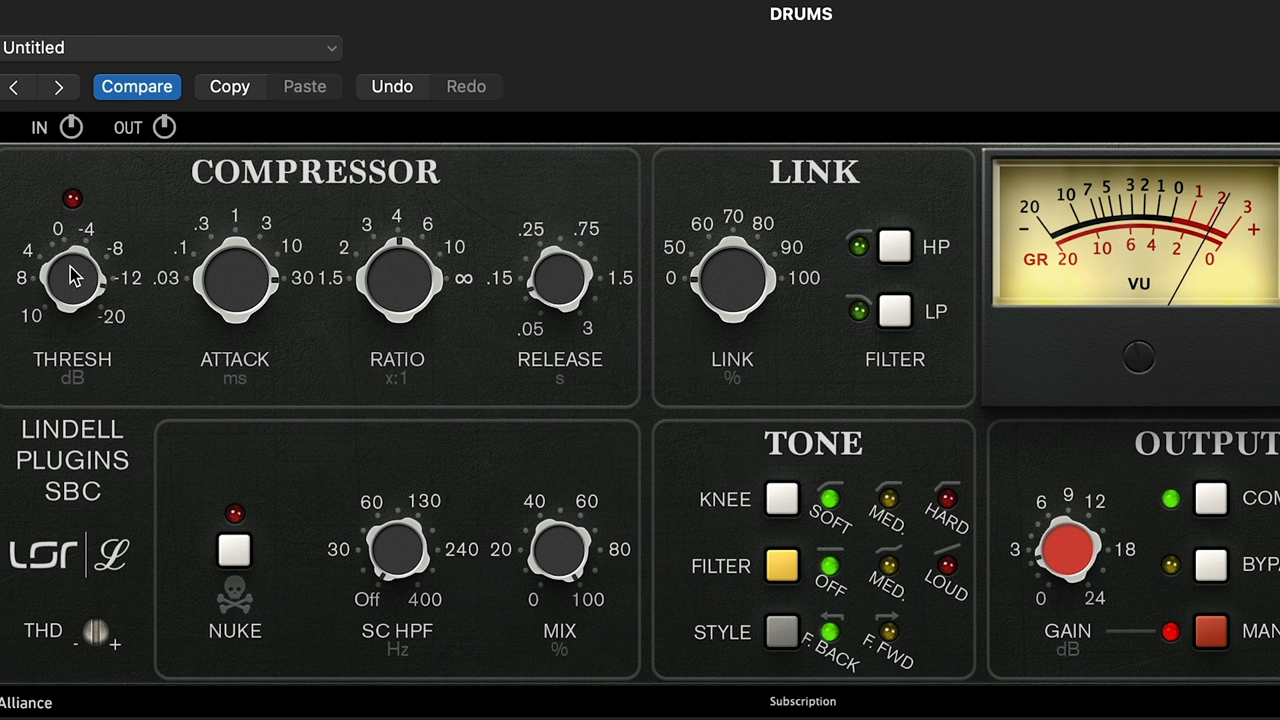 DRUMS
Untitled
Compare Copy Paste Undo Redo
IN OUT
COMPRESSOR
0 -4
4 -8
8 -12
10 -20
THRESH
dB
.03 .1 .3 1 3 10 30
ATTACK
ms
1.5 2 3 4 6 10 ∞
RATIO
x:1
.05 .15 .25 .75 1.5 3
RELEASE
s
LINK
0 50 60 70 80 90 100
LINK
%
HP
LP
FILTER
20 10 7 5 3 2 1 0 1 2 3
- +
GR 20 10 6 4 2 0
VU
LINDELL
PLUGINS
SBC
LSR L
THD - +
NUKE
Off 30 60 130 240 400
SC HPF
Hz
0 20 40 60 80 100
MIX
%
TONE
KNEE SOFT MED. HARD
FILTER OFF MED. LOUD
STYLE F. BACK F. FWD
OUTPUT
0 3 6 9 12 18 24
GAIN
dB
COM
BYPA
MAN
Alliance
Subscription